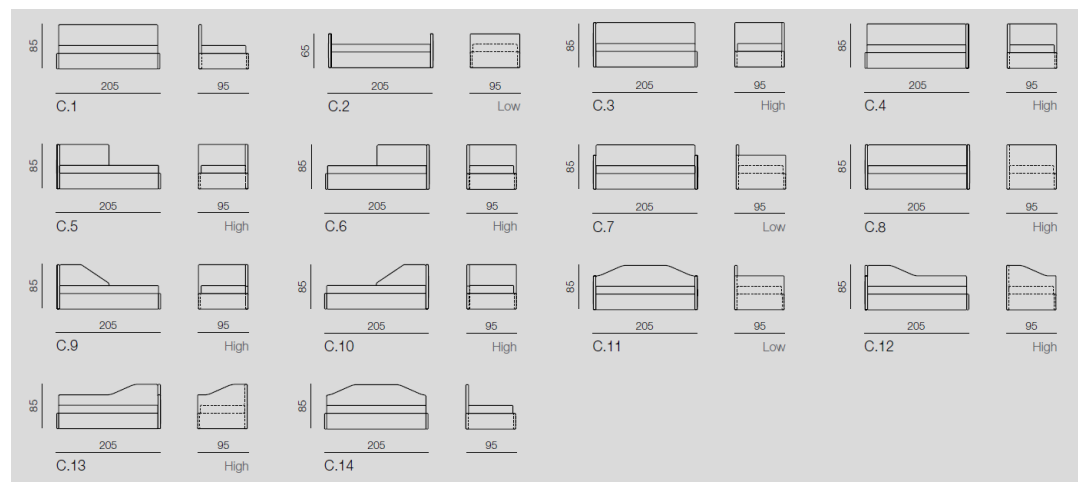 85
205 95
C.1
65
205 95
C.2 Low
85
205 95
C.3 High
85
205 95
C.4 High
85
205 95
C.5 High
85
205 95
C.6 High
85
205 95
C.7 Low
85
205 95
C.8 High
85
205 95
C.9 High
85
205 95
C.10 High
85
205 95
C.11 Low
85
205 95
C.12 High
85
205 95
C.13 High
85
205 95
C.14